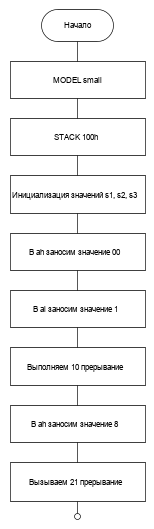 Начало
MODEL small
STACK 100h
Инициализация значений s1, s2, s3
В ah заносим значение 00
В al заносим значение 1
Выполняем 10 прерывание
В ah заносим значение 8
Вызываем 21 прерывание